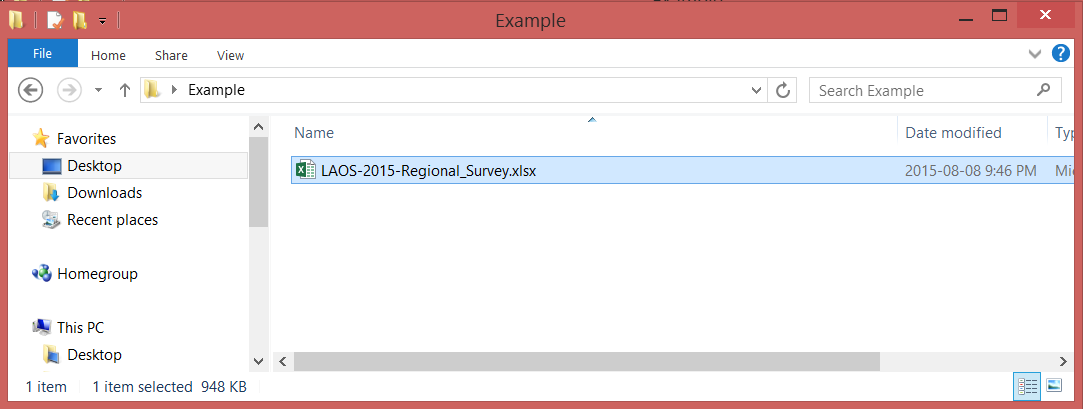 Example
File Home Share View
Example
Search Example
Favorites
Desktop
Downloads
Recent places
Homegroup
This PC
Desktop
Name Date modified Typ
LAOS-2015-Regional_Survey.xlsx 2015-08-08 9:46 PM Mic
1 item 1 item selected 948 KB